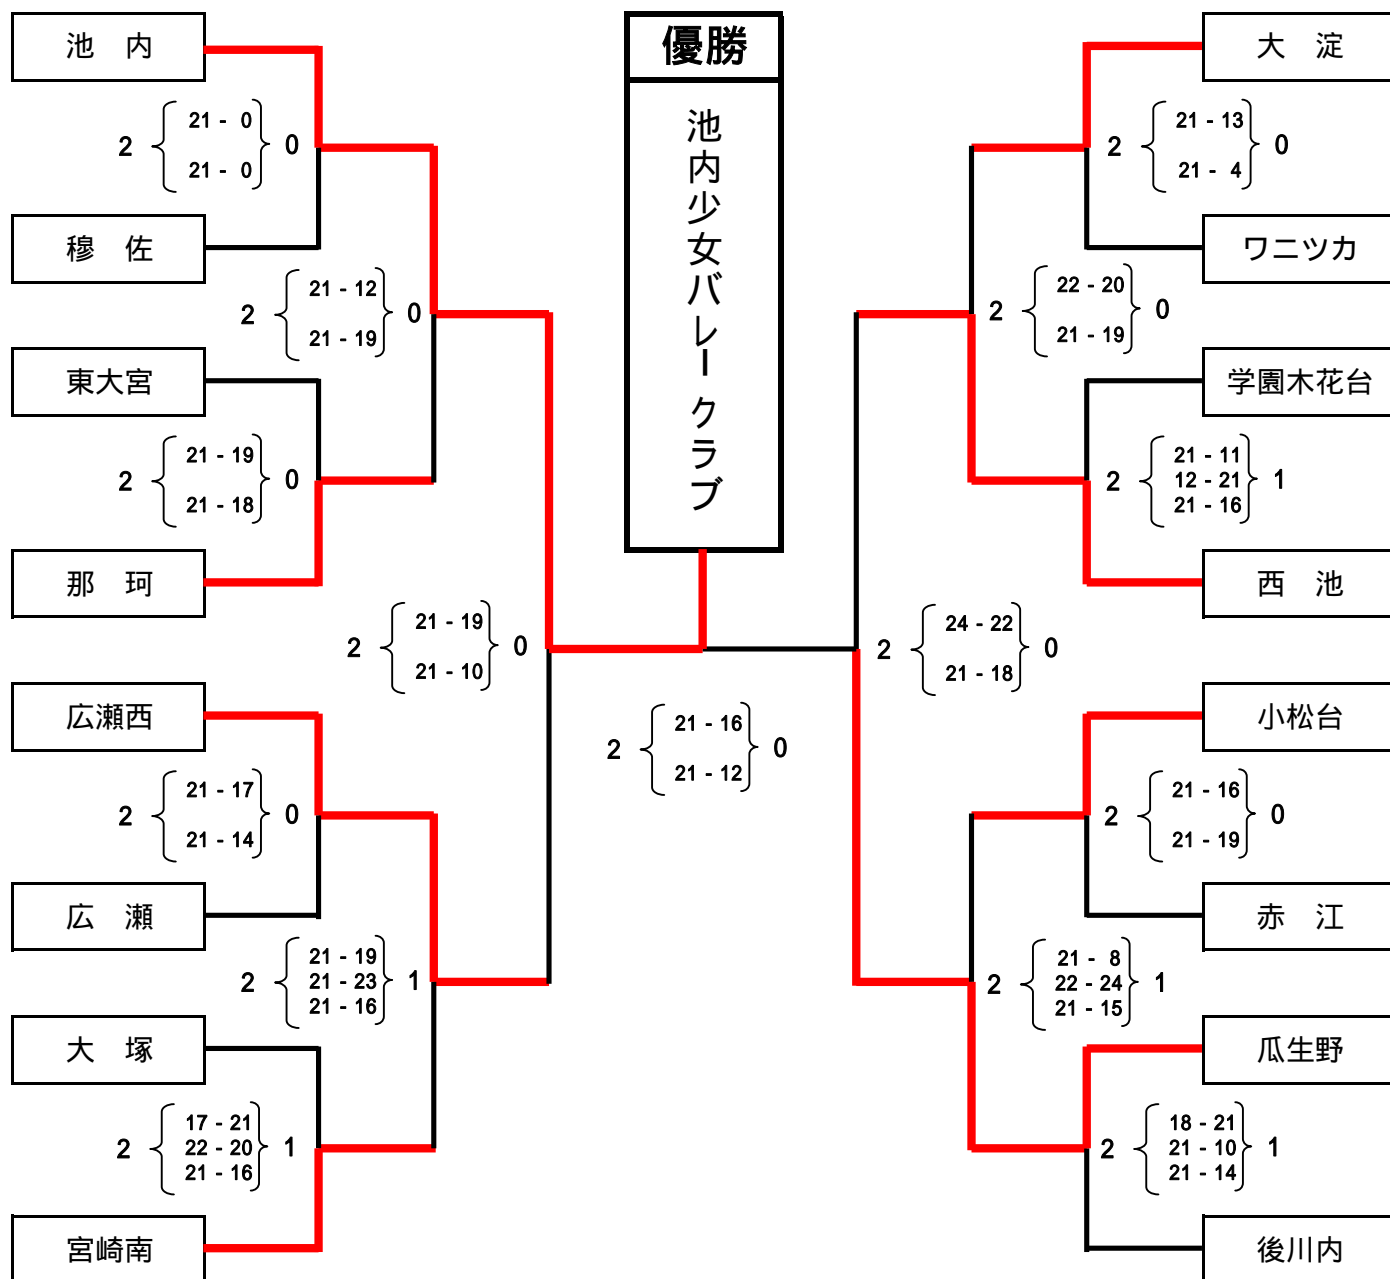 優勝
池内少女バレークラブ
池　内
2 21 - 0 0
21 - 0
穆　佐
2 21 - 12 0
21 - 19
東大宮
2 21 - 19 0
21 - 18
那　珂
2 21 - 19 0
21 - 10
広瀬西
2 21 - 17 0
21 - 14
広　瀬
2 21 - 19 1
21 - 23
21 - 16
大　塚
2 17 - 21 1
22 - 20
21 - 16
宮崎南
2 21 - 16 0
21 - 12
大　淀
2 21 - 13 0
21 - 4
ワニツカ
2 22 - 20 0
21 - 19
学園木花台
2 21 - 11 1
12 - 21
21 - 16
西　池
2 24 - 22 0
21 - 18
小松台
2 21 - 16 0
21 - 19
赤　江
2 21 - 8 1
22 - 24
21 - 15
瓜生野
2 18 - 21 1
21 - 10
21 - 14
後川内